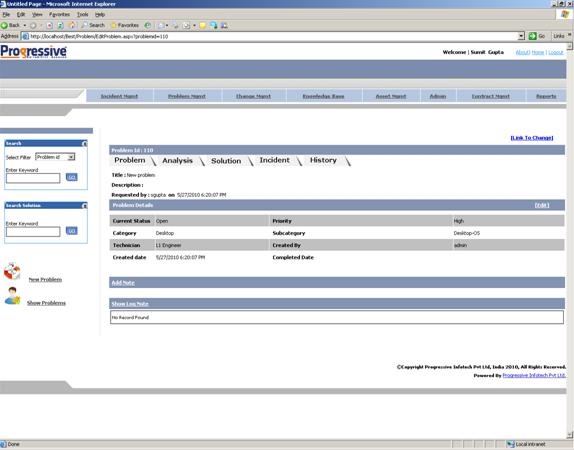 Untitled Page - Microsoft Internet Explorer
File Edit View Favorites Tools Help
Back Search Favorites
Address http://localhost/Best/Problem/EditProblem.aspx?problemid=110 Go Links »
Progressive
Welcome | Sumit Gupta About| Home | Logout
Incident Mgmt Problem Mgmt Change Mgmt Knowledge Base Asset Mgmt Admin Contract Mgmt Reports
[Link To Change]
Search
Select Filter Problem id
Enter Keyword
GO
Search Solution
Enter Keyword
GO
New Problem
Show Problems
Problem Id : 110
Problem Analysis Solution Incident History
Title : New problem
Description :
Requested by : sgupta on 5/27/2010 6:20:07 PM
Problem Details [Edit]
Current Status Open Priority High
Category Desktop Subcategory Desktop-OS
Technician L1 Engineer Created By admin
Created date 5/27/2010 6:20:07 PM Completed Date
Add Note
Show Log Note
No Record Found
©Copyright Progressive Infotech Pvt Ltd, India 2010, All Rights Reserved.
Powered By Progressive Infotech Pvt Ltd.
Done Local intranet